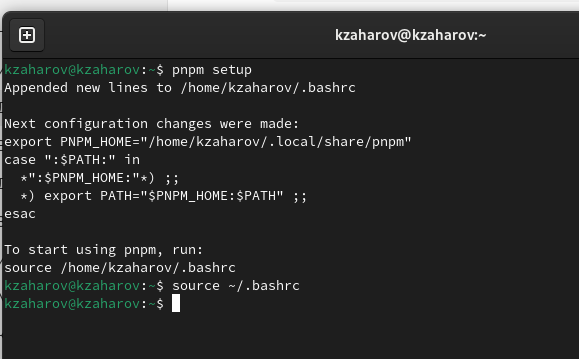 kzaharov@kzaharov:~
kzaharov@kzaharov:~$ pnpm setup
Appended new lines to /home/kzaharov/.bashrc
Next configuration changes were made:
export PNPM_HOME="/home/kzaharov/.local/share/pnpm"
case ":$PATH:" in
  *":$PNPM_HOME:"*) ;;
  *) export PATH="$PNPM_HOME:$PATH" ;;
esac
To start using pnpm, run:
source /home/kzaharov/.bashrc
kzaharov@kzaharov:~$ source ~/.bashrc
kzaharov@kzaharov:~$